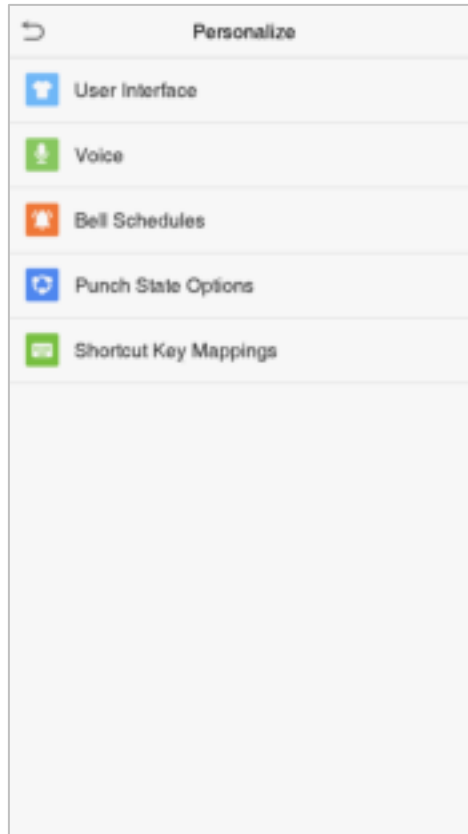 Personalize
User Interface
Voice
Bell Schedules
Punch State Options
Shortcut Key Mappings